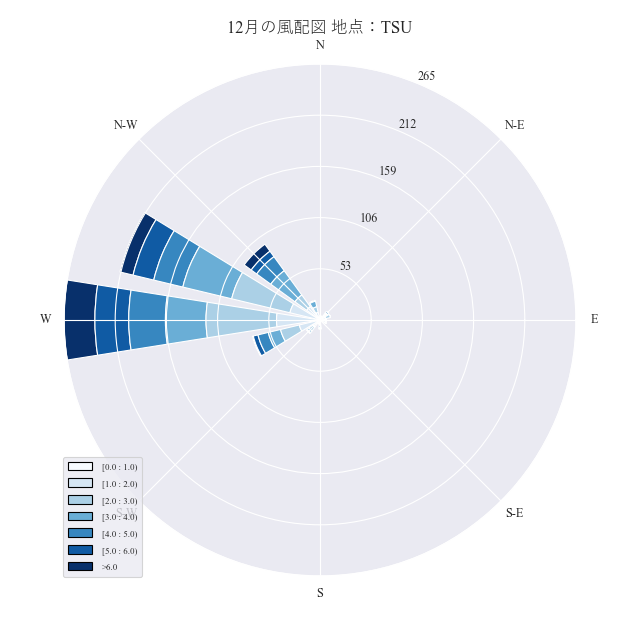 12月の風配図 地点：TSU
N
265
N-W
N-E
212
159
106
53
W
E
S-W
S-E
S
[0.0 : 1.0)
[1.0 : 2.0)
[2.0 : 3.0)
[3.0 : 4.0)
[4.0 : 5.0)
[5.0 : 6.0)
>6.0